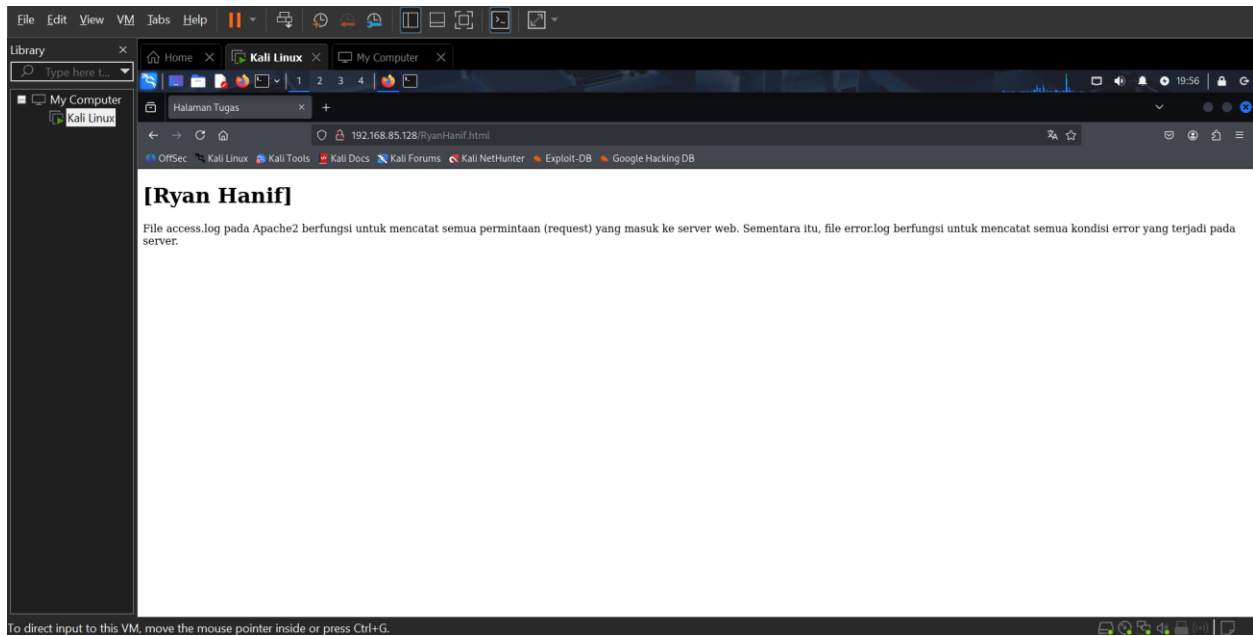 File Edit View VM Tabs Help
Library
Type here t...
My Computer
Kali Linux
Home Kali Linux My Computer
1 2 3 4 19:56
Halaman Tugas
192.168.85.128/RyanHanif.html
OffSec Kali Linux Kali Tools Kali Docs Kali Forums Kali NetHunter Exploit-DB Google Hacking DB
[Ryan Hanif]
File access.log pada Apache2 berfungsi untuk mencatat semua permintaan (request) yang masuk ke server web. Sementara itu, file error.log berfungsi untuk mencatat semua kondisi error yang terjadi pada
server.
To direct input to this VM, move the mouse pointer inside or press Ctrl+G.